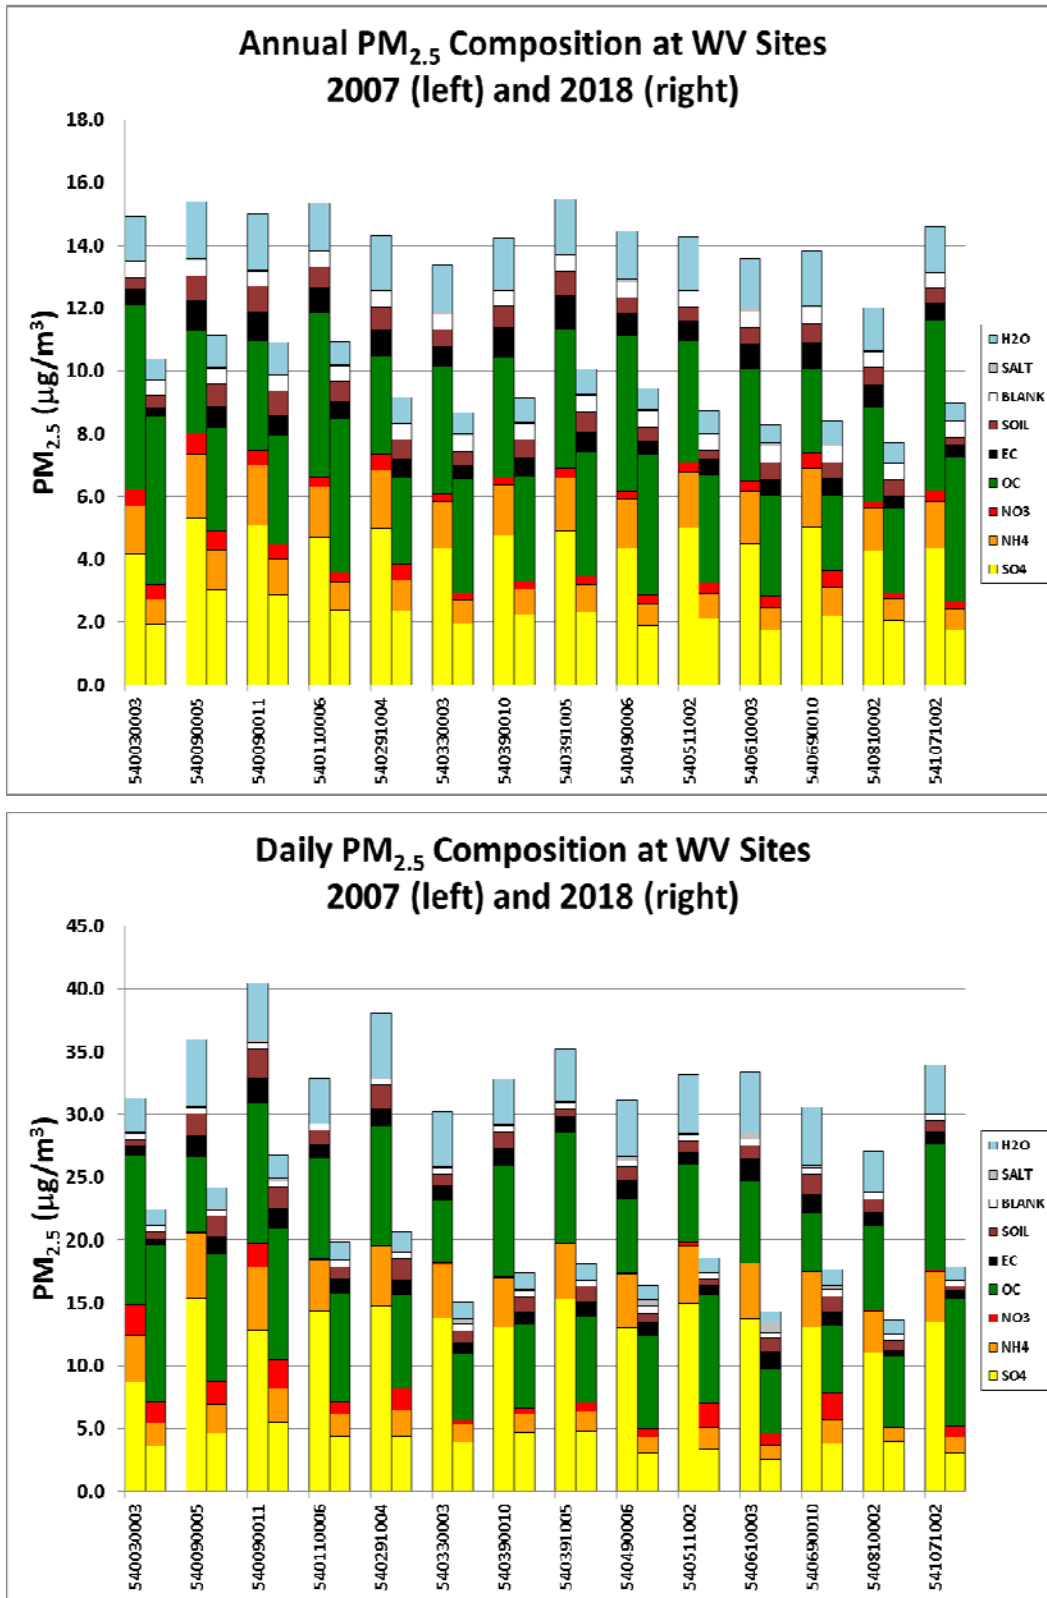 Annual PM2.5 Composition at WV Sites
2007 (left) and 2018 (right)
PM2.5 (µg/m3)
18.0
16.0
14.0
12.0
10.0
8.0
6.0
4.0
2.0
0.0
540030003
540090005
540090011
540110006
540291004
540330003
540390010
540391005
540490006
540511002
540610003
540690010
540810002
541071002
H2O
SALT
BLANK
SOIL
EC
OC
NO3
NH4
SO4
Daily PM2.5 Composition at WV Sites
2007 (left) and 2018 (right)
PM2.5 (µg/m3)
45.0
40.0
35.0
30.0
25.0
20.0
15.0
10.0
5.0
0.0
540030003
540090005
540090011
540110006
540291004
540330003
540390010
540391005
540490006
540511002
540610003
540690010
540810002
541071002
H2O
SALT
BLANK
SOIL
EC
OC
NO3
NH4
SO4